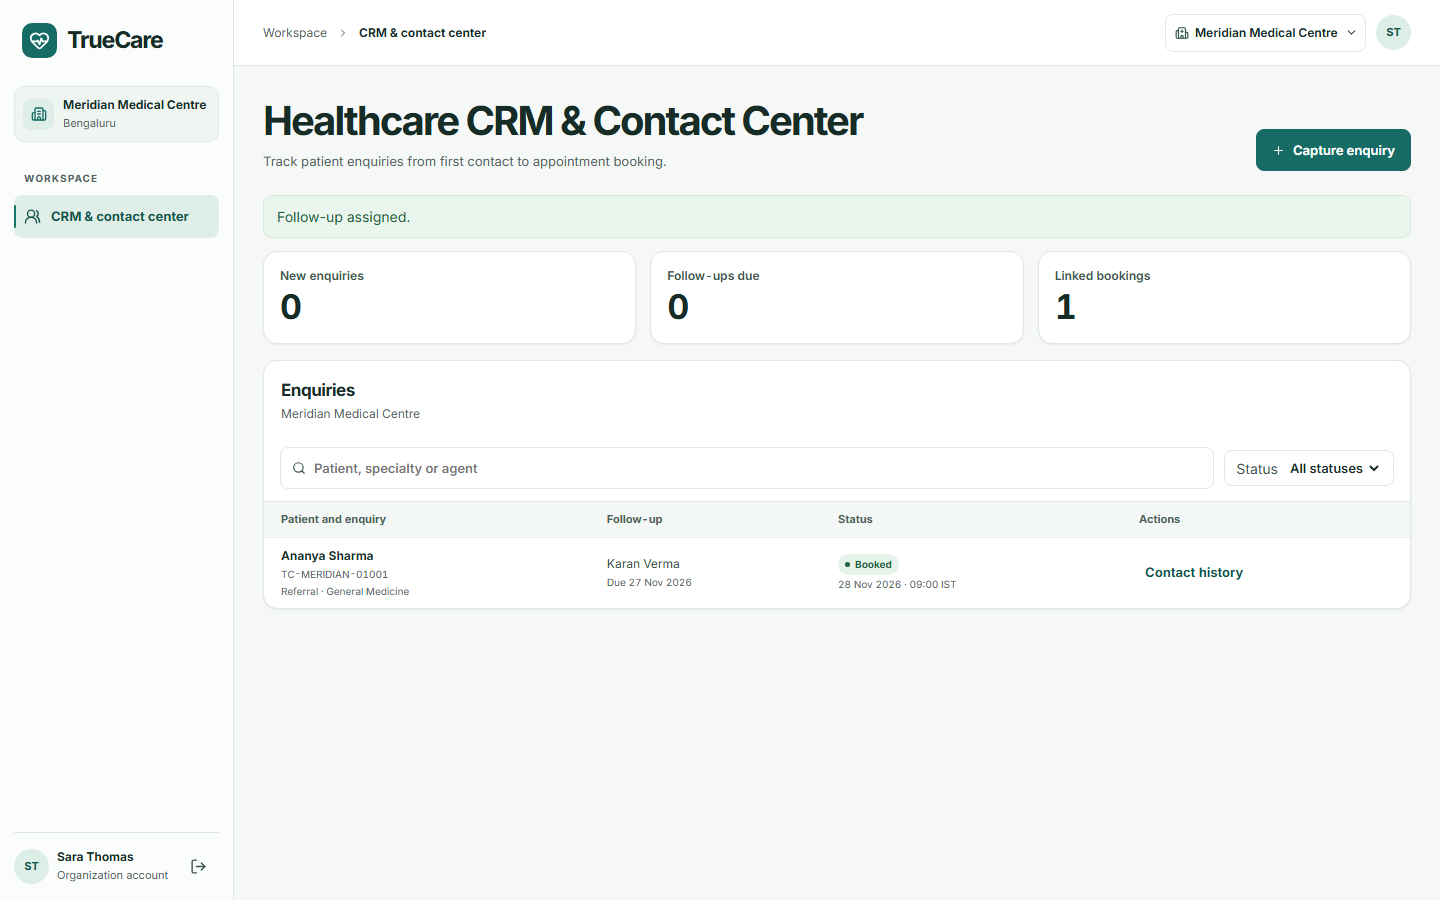 TrueCare
Meridian Medical Centre
Bengaluru
WORKSPACE
CRM & contact center
Sara Thomas
Organization account
ST
Workspace > CRM & contact center
Meridian Medical Centre
ST
Healthcare CRM & Contact Center
Track patient enquiries from first contact to appointment booking.
+ Capture enquiry
Follow-up assigned.
New enquiries
0
Follow-ups due
0
Linked bookings
1
Enquiries
Meridian Medical Centre
Patient, specialty or agent
Status All statuses
Patient and enquiry Follow-up Status Actions
Ananya Sharma
TC-MERIDIAN-01001
Referral · General Medicine
Karan Verma
Due 27 Nov 2026
Booked
28 Nov 2026 · 09:00 IST
Contact history